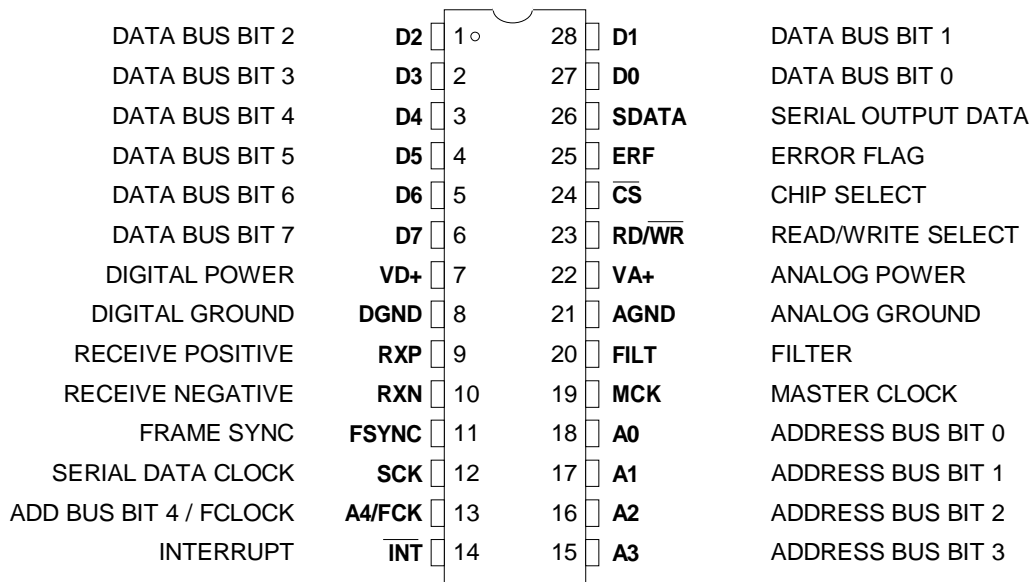 DATA BUS BIT 2 D2 1 28 D1 DATA BUS BIT 1
DATA BUS BIT 3 D3 2 27 D0 DATA BUS BIT 0
DATA BUS BIT 4 D4 3 26 SDATA SERIAL OUTPUT DATA
DATA BUS BIT 5 D5 4 25 ERF ERROR FLAG
DATA BUS BIT 6 D6 5 24 C̅S̅ CHIP SELECT
DATA BUS BIT 7 D7 6 23 RD/W̅R̅ READ/WRITE SELECT
DIGITAL POWER VD+ 7 22 VA+ ANALOG POWER
DIGITAL GROUND DGND 8 21 AGND ANALOG GROUND
RECEIVE POSITIVE RXP 9 20 FILT FILTER
RECEIVE NEGATIVE RXN 10 19 MCK MASTER CLOCK
FRAME SYNC FSYNC 11 18 A0 ADDRESS BUS BIT 0
SERIAL DATA CLOCK SCK 12 17 A1 ADDRESS BUS BIT 1
ADD BUS BIT 4 / FCLOCK A4/FCK 13 16 A2 ADDRESS BUS BIT 2
INTERRUPT I̅N̅T̅ 14 15 A3 ADDRESS BUS BIT 3